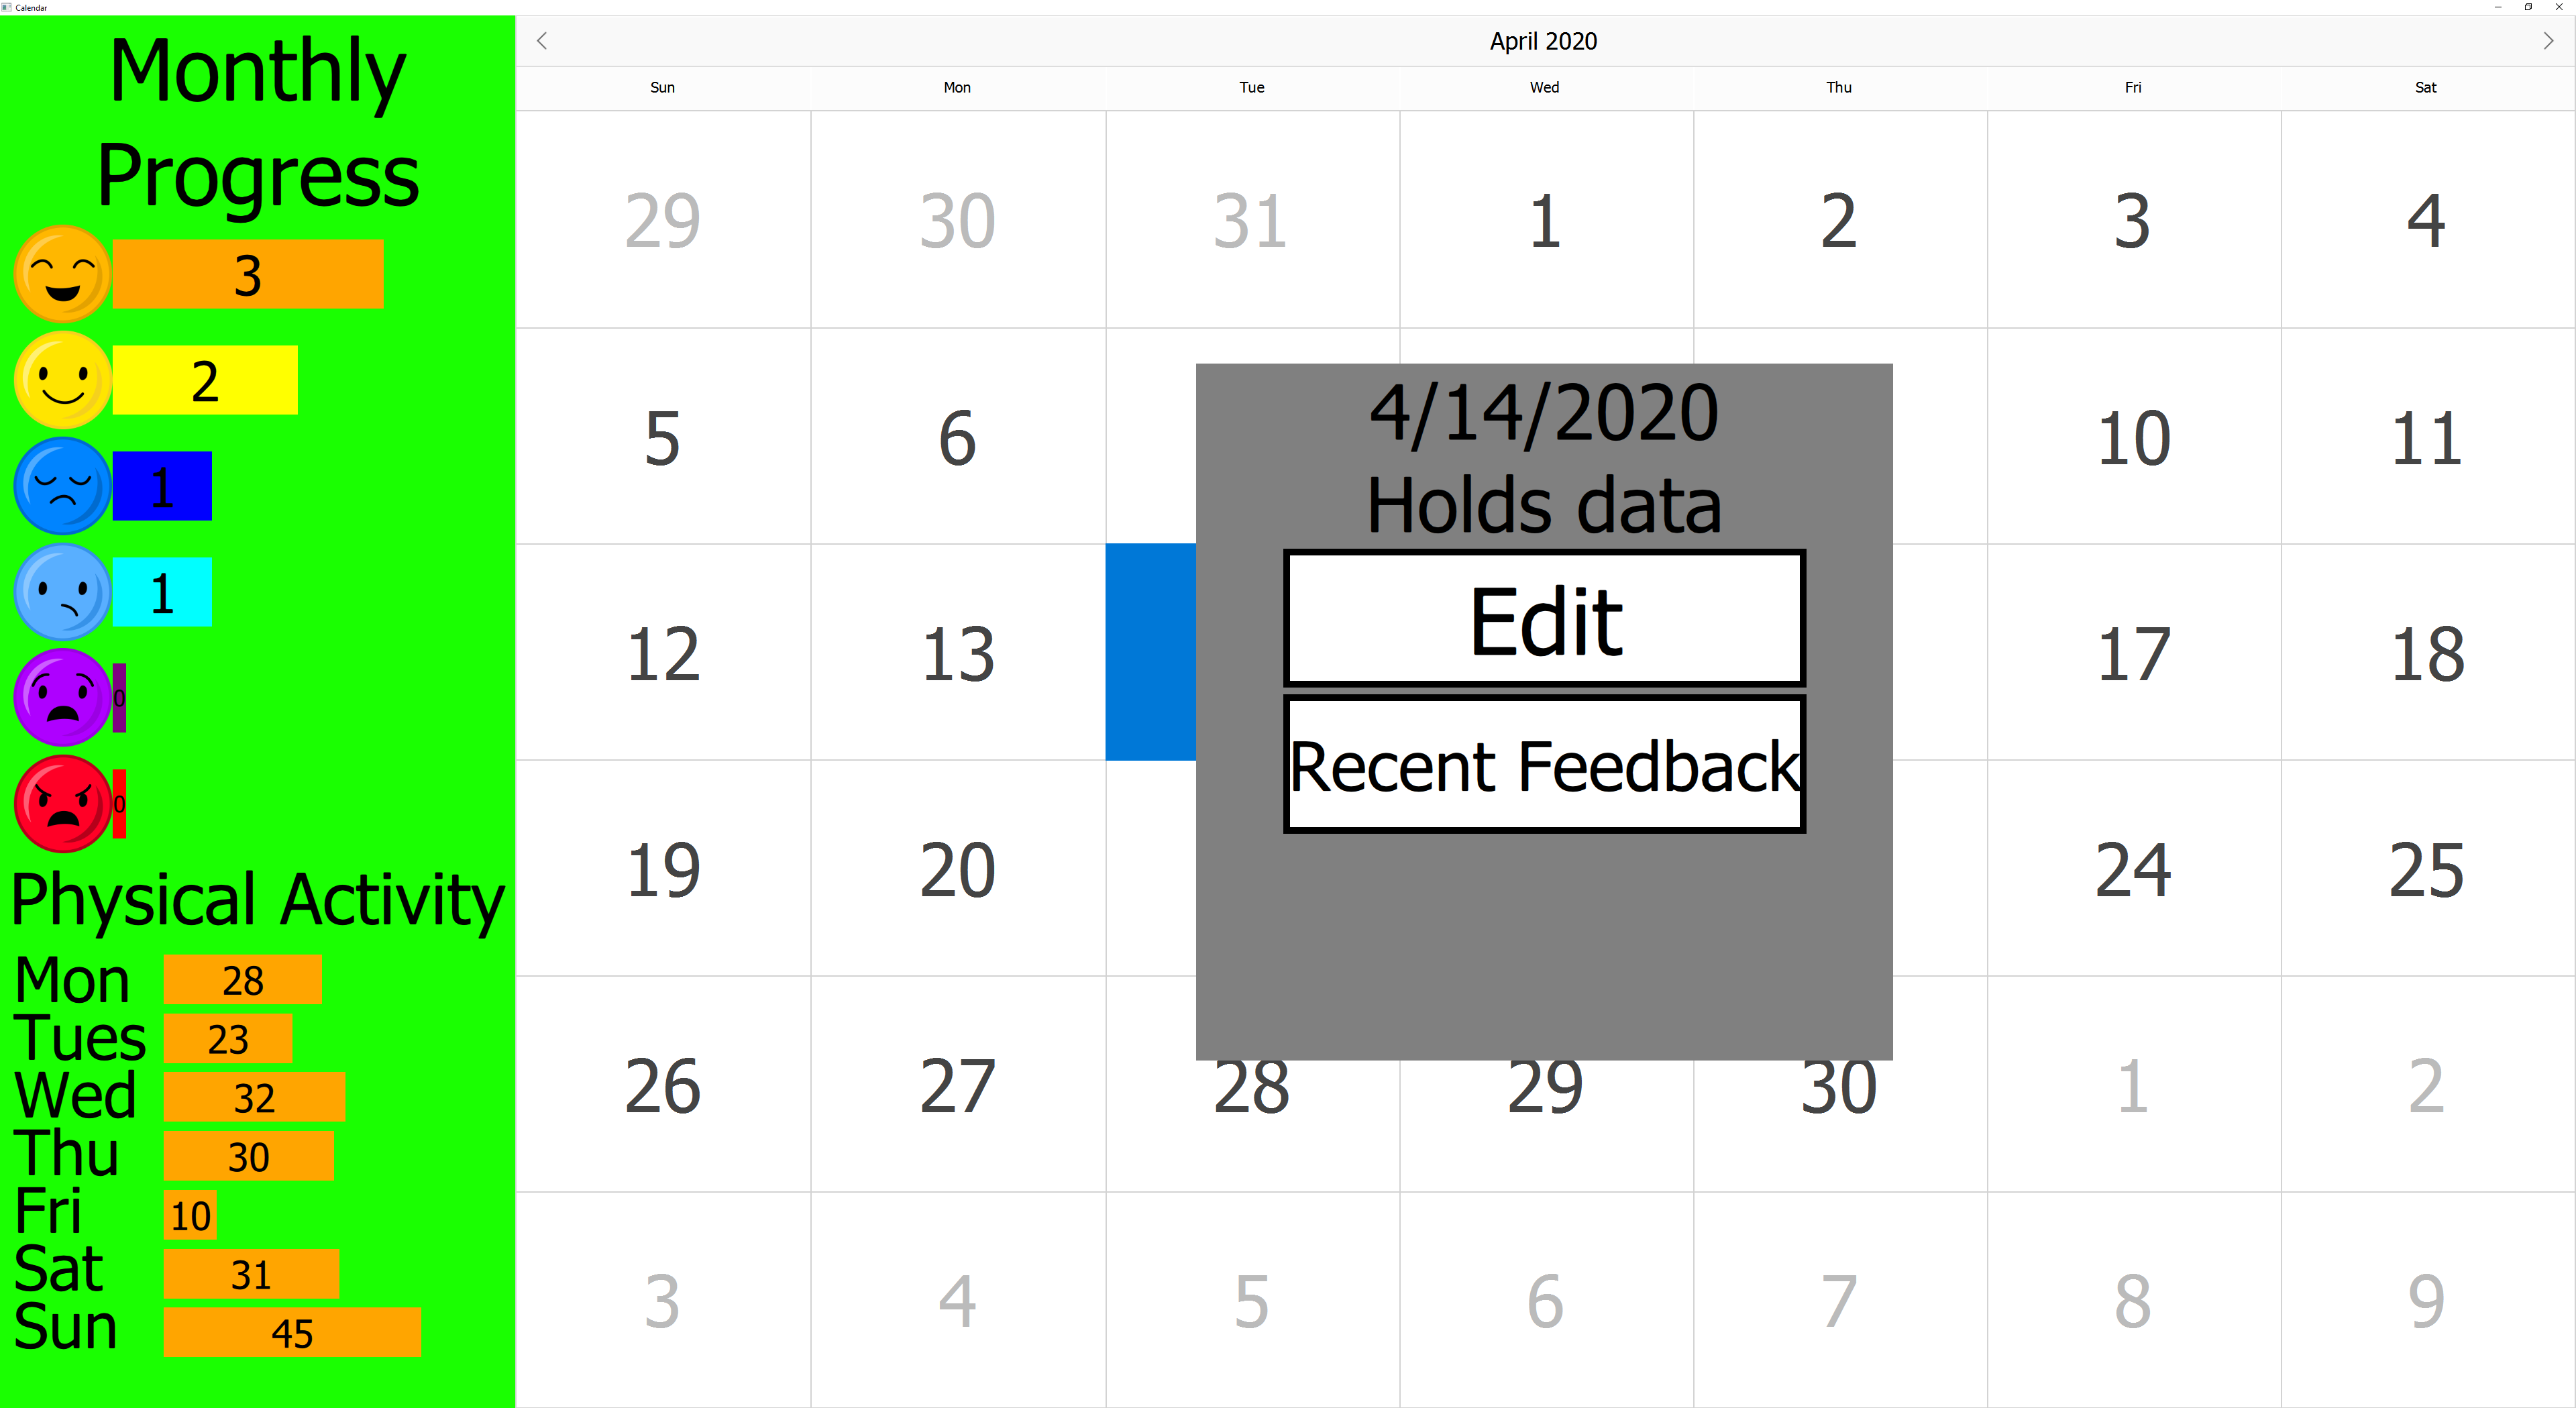 Calendar
Monthly
Progress
3
2
1
1
0
0
Physical Activity
Mon 28
Tues 23
Wed 32
Thu 30
Fri 10
Sat 31
Sun 45
April 2020
Sun Mon Tue Wed Thu Fri Sat
29 30 31 1 2 3 4
5 6 10 11
12 13 17 18
19 20 24 25
26 27 28 29 30 1 2
3 4 5 6 7 8 9
4/14/2020
Holds data
Edit
Recent Feedback